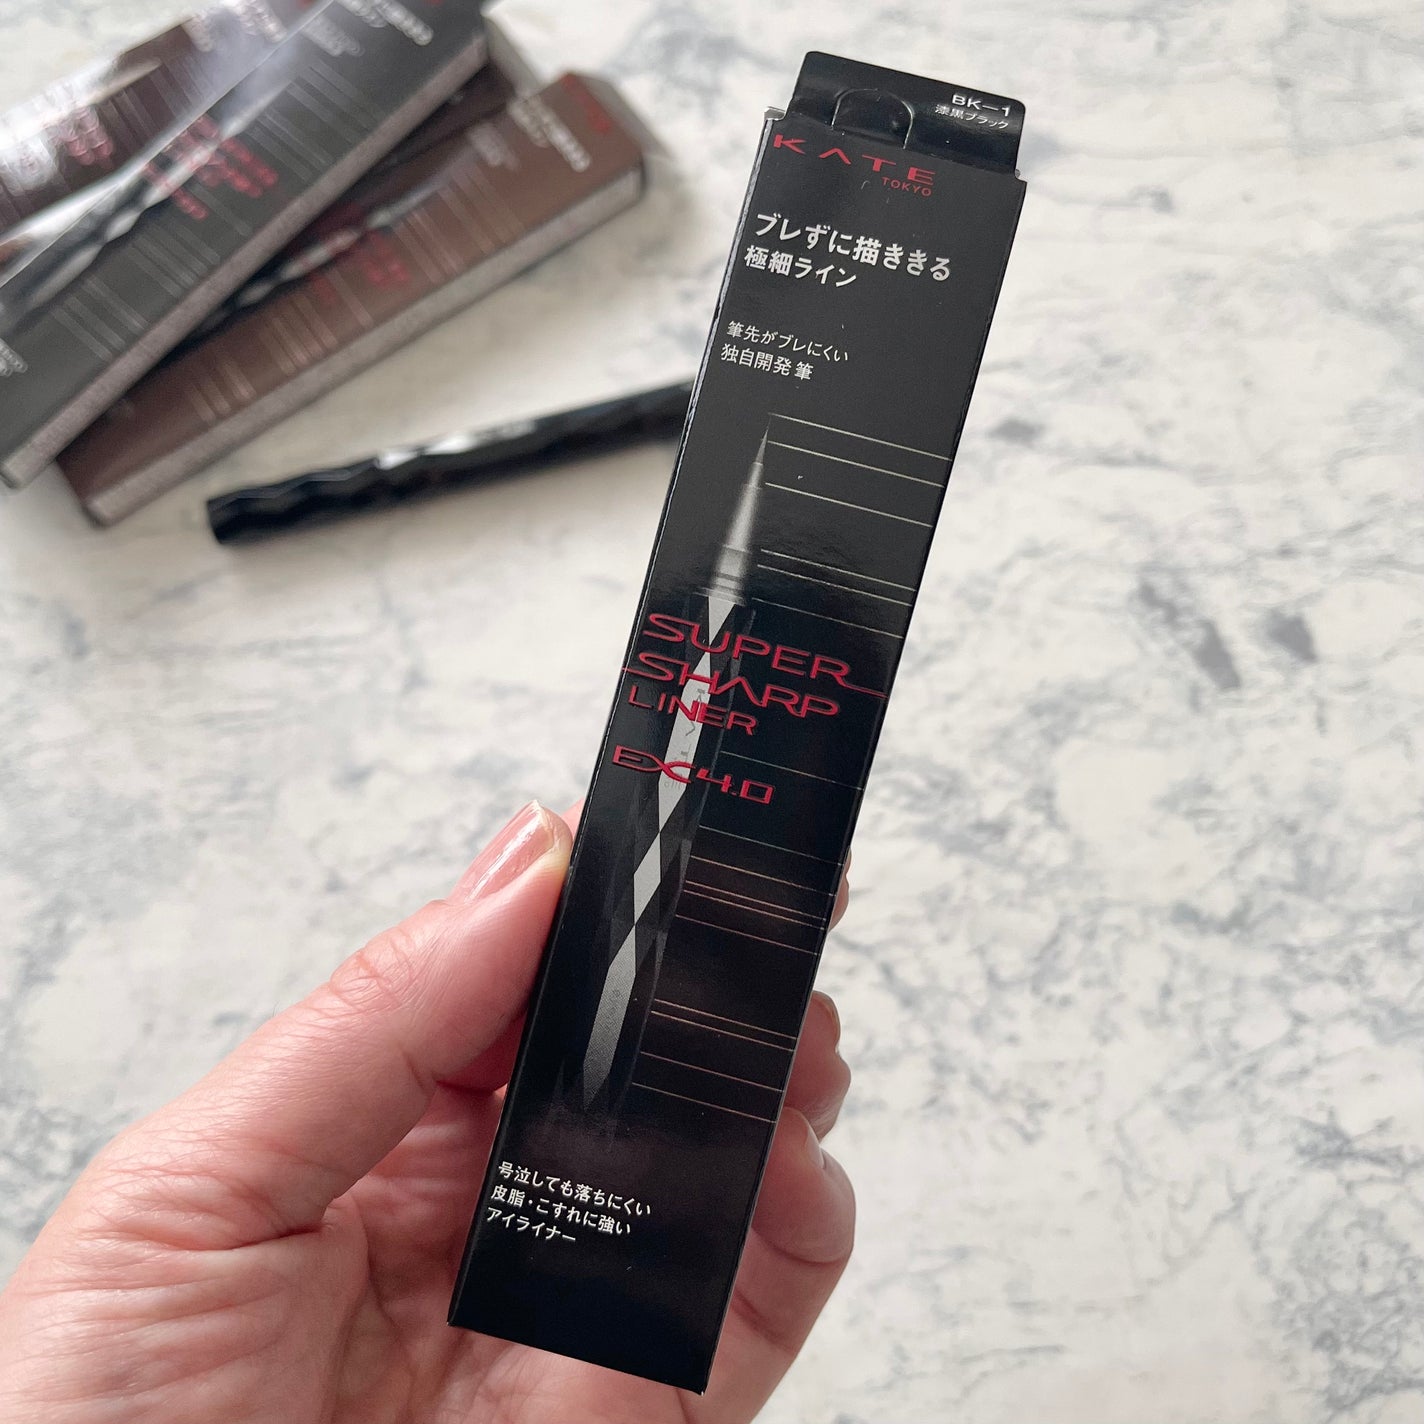 BK-1
漆黒ブラック
KATE
TOKYO
ブレずに描ききる
極細ライン
筆先がブレにくい
独自開発 筆
SUPER
SHARP
LINER
EX4.0
号泣しても落ちにくい
皮脂・こすれに強い
アイライナー